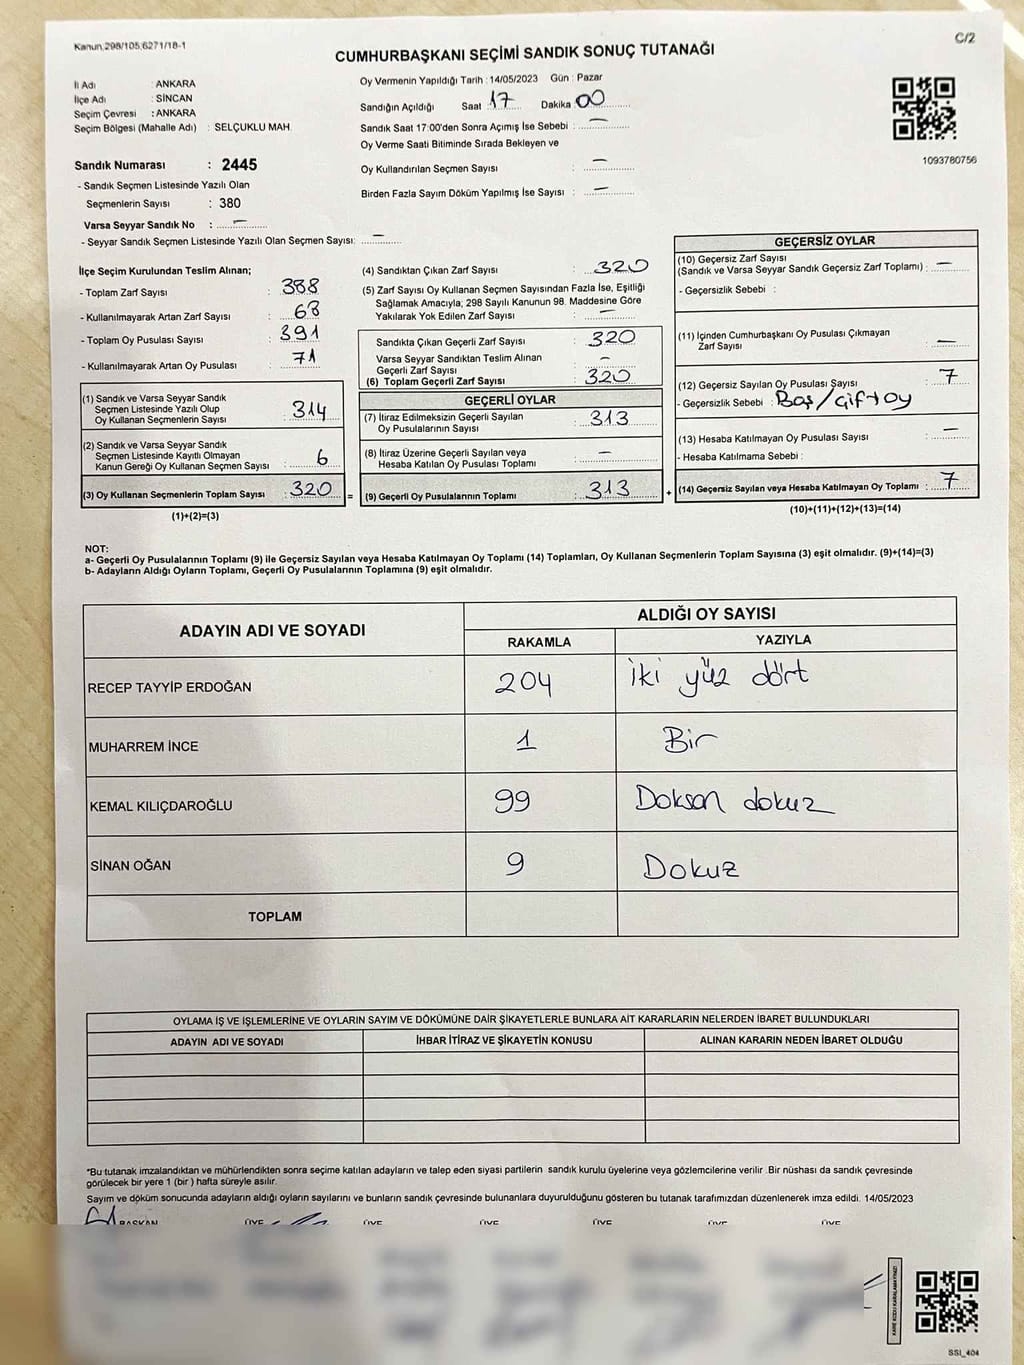 Kanun,298/105,6271/18-1
C/2
CUMHURBAŞKANI SEÇİMİ SANDIK SONUÇ TUTANAĞI
İl Adı : ANKARA
İlçe Adı : SİNCAN
Seçim Çevresi : ANKARA
Seçim Bölgesi (Mahalle Adı) : SELÇUKLU MAH.
Sandık Numarası : 2445
- Sandık Seçmen Listesinde Yazılı Olan
Seçmenlerin Sayısı : 380
Varsa Seyyar Sandık No : —
- Seyyar Sandık Seçmen Listesinde Yazılı Olan Seçmen Sayısı: —
Oy Vermenin Yapıldığı Tarih : 14/05/2023 Gün : Pazar
Sandığın Açıldığı Saat 17 Dakika 00
Sandık Saat 17:00'den Sonra Açımış İse Sebebi : —
Oy Verme Saati Bitiminde Sırada Bekleyen ve
Oy Kullandırılan Seçmen Sayısı : —
Birden Fazla Sayım Döküm Yapılmış İse Sayısı : —
1093780756
İlçe Seçim Kurulundan Teslim Alınan;
- Toplam Zarf Sayısı : 388
- Kullanılmayarak Artan Zarf Sayısı : 68
- Toplam Oy Pusulası Sayısı : 391
- Kullanılmayarak Artan Oy Pusulası : 71
(1) Sandık ve Varsa Seyyar Sandık
Seçmen Listesinde Yazılı Olup
Oy Kullanan Seçmenlerin Sayısı : 314
(2) Sandık ve Varsa Seyyar Sandık
Seçmen Listesinde Kayıtlı Olmayan
Kanun Gereği Oy Kullanan Seçmen Sayısı : 6
(3) Oy Kullanan Seçmenlerin Toplam Sayısı : 320 =
(1)+(2)=(3)
(4) Sandıktan Çıkan Zarf Sayısı : 320
(5) Zarf Sayısı Oy Kullanan Seçmen Sayısından Fazla İse, Eşitliği
Sağlamak Amacıyla; 298 Sayılı Kanunun 98. Maddesine Göre
Yakılarak Yok Edilen Zarf Sayısı : —
Sandıkta Çıkan Geçerli Zarf Sayısı : 320
Varsa Seyyar Sandıktan Teslim Alınan
Geçerli Zarf Sayısı : —
(6) Toplam Geçerli Zarf Sayısı : 320
GEÇERLİ OYLAR
(7) İtiraz Edilmeksizin Geçerli Sayılan
Oy Pusulalarının Sayısı : 313
(8) İtiraz Üzerine Geçerli Sayılan veya
Hesaba Katılan Oy Pusulası Toplamı : —
(9) Geçerli Oy Pusulalarının Toplamı : 313 +
GEÇERSİZ OYLAR
(10) Geçersiz Zarf Sayısı
(Sandık ve Varsa Seyyar Sandık Geçersiz Zarf Toplamı) : —
- Geçersizlik Sebebi :
(11) İçinden Cumhurbaşkanı Oy Pusulası Çıkmayan
Zarf Sayısı : —
(12) Geçersiz Sayılan Oy Pusulası Sayısı : 7
- Geçersizlik Sebebi : Boş/Çift oy
(13) Hesaba Katılmayan Oy Pusulası Sayısı : —
- Hesaba Katılmama Sebebi :
(14) Geçersiz Sayılan veya Hesaba Katılmayan Oy Toplamı : 7
(10)+(11)+(12)+(13)=(14)
NOT:
a- Geçerli Oy Pusulalarının Toplamı (9) ile Geçersiz Sayılan veya Hesaba Katılmayan Oy Toplamı (14) Toplamları, Oy Kullanan Seçmenlerin Toplam Sayısına (3) eşit olmalıdır. (9)+(14)=(3)
b- Adayların Aldığı Oyların Toplamı, Geçerli Oy Pusulalarının Toplamına (9) eşit olmalıdır.
ADAYIN ADI VE SOYADI
ALDIĞI OY SAYISI
RAKAMLA YAZIYLA
RECEP TAYYİP ERDOĞAN 204 İki yüz dört
MUHARREM İNCE 1 Bir
KEMAL KILIÇDAROĞLU 99 Doksan dokuz
SİNAN OĞAN 9 Dokuz
TOPLAM
OYLAMA İŞ VE İŞLEMLERİNE VE OYLARIN SAYIM VE DÖKÜMÜNE DAİR ŞİKAYETLERLE BUNLARA AİT KARARLARIN NELERDEN İBARET BULUNDUKLARI
ADAYIN ADI VE SOYADI İHBAR İTİRAZ VE ŞİKAYETİN KONUSU ALINAN KARARIN NEDEN İBARET OLDUĞU
*Bu tutanak imzalandıktan ve mühürlendikten sonra seçime katılan adayların ve talep eden siyasi partilerin sandık kurulu üyelerine veya gözlemcilerine verilir .Bir nüshası da sandık çevresinde
görülecek bir yere 1 (bir ) hafta süreyle asılır.
Sayım ve döküm sonucunda adayların aldığı oyların sayılarını ve bunların sandık çevresinde bulunanlara duyurulduğunu gösteren bu tutanak tarafımızdan düzenlenerek imza edildi. 14/05/2023
BAŞKAN ÜYE ÜYE ÜYE ÜYE ÜYE ÜYE
KARE KODU KARALAMAYINIZ!
SSI_404